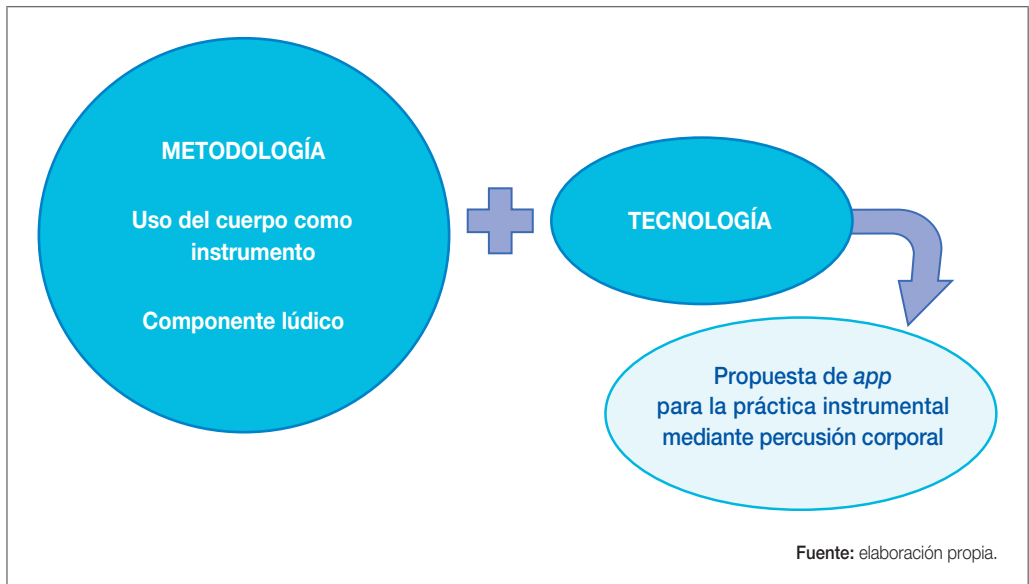 METODOLOGÍA
Uso del cuerpo como
instrumento
Componente lúdico
TECNOLOGÍA
Propuesta de app
para la práctica instrumental
mediante percusión corporal
Fuente: elaboración propia.